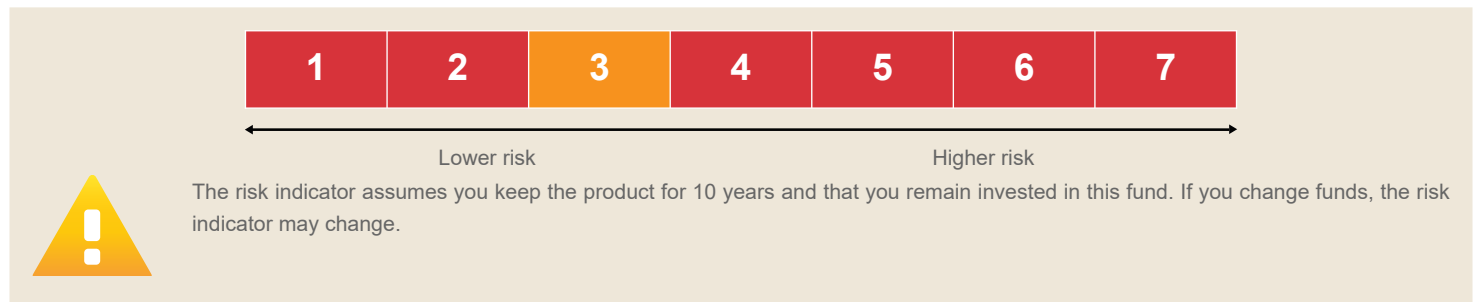 1 2 3 4 5 6 7
Lower risk Higher risk
The risk indicator assumes you keep the product for 10 years and that you remain invested in this fund. If you change funds, the risk
indicator may change.